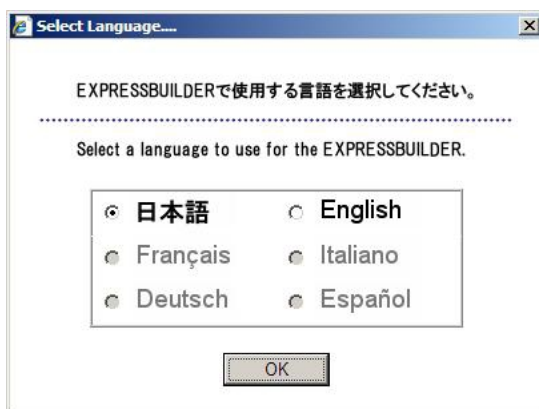 Select Language....
EXPRESSBUILDERで使用する言語を選択してください。
Select a language to use for the EXPRESSBUILDER.
日本語 English
Français Italiano
Deutsch Español
OK